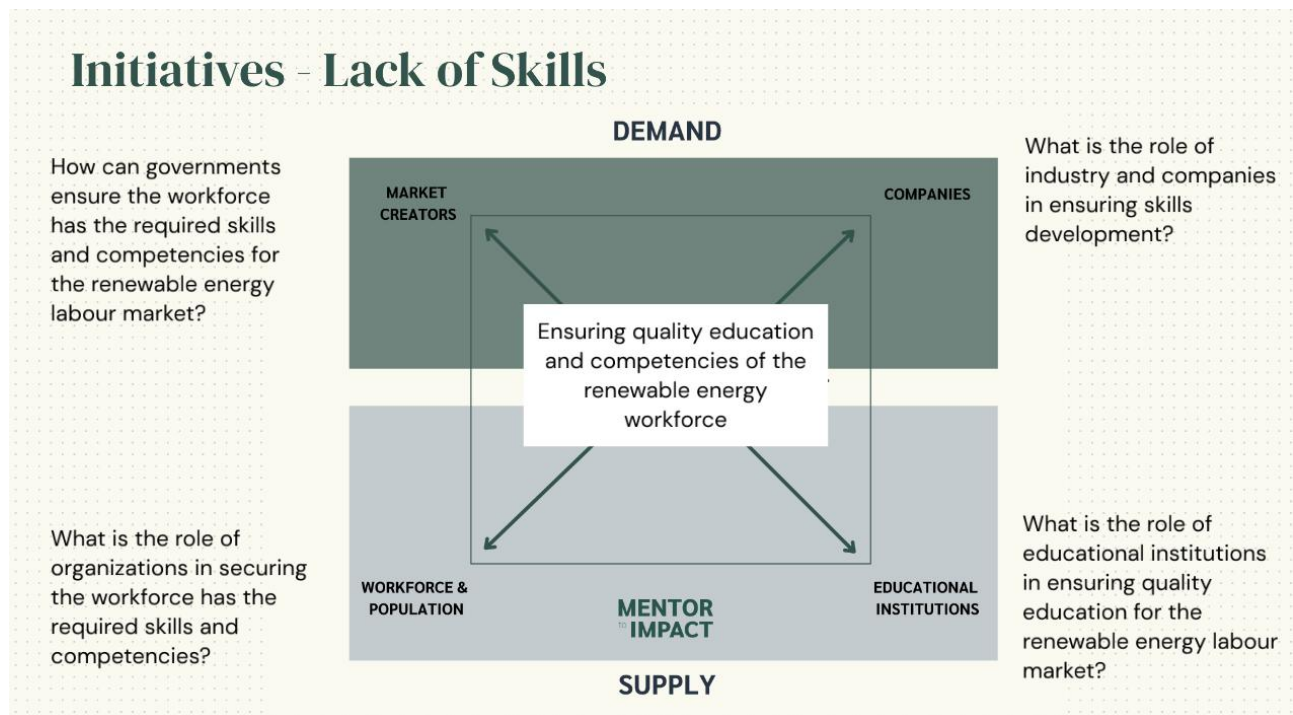 Initiatives - Lack of Skills
DEMAND
How can governments
ensure the workforce
has the required skills
and competencies for
the renewable energy
labour market?
MARKET
CREATORS
COMPANIES
What is the role of
industry and companies
in ensuring skills
development?
Ensuring quality education
and competencies of the
renewable energy
workforce
What is the role of
organizations in securing
the workforce has the
required skills and
competencies?
WORKFORCE &
POPULATION
MENTOR
to IMPACT
EDUCATIONAL
INSTITUTIONS
What is the role of
educational institutions
in ensuring quality
education for the
renewable energy labour
market?
SUPPLY